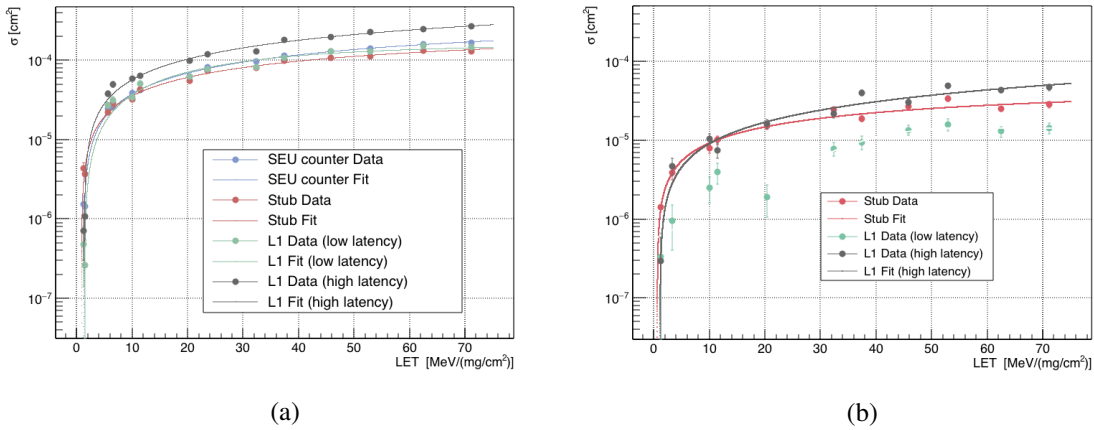 σ [cm²]
10⁻⁴
10⁻⁵
10⁻⁶
10⁻⁷
SEU counter Data
SEU counter Fit
Stub Data
Stub Fit
L1 Data (low latency)
L1 Fit (low latency)
L1 Data (high latency)
L1 Fit (high latency)
0 10 20 30 40 50 60 70
LET [MeV/(mg/cm²)]
(a)
σ [cm²]
10⁻³
10⁻⁴
10⁻⁵
10⁻⁶
10⁻⁷
Stub Data
Stub Fit
L1 Data (low latency)
L1 Data (high latency)
L1 Fit (high latency)
0 10 20 30 40 50 60 70
LET [MeV/(mg/cm²)]
(b)